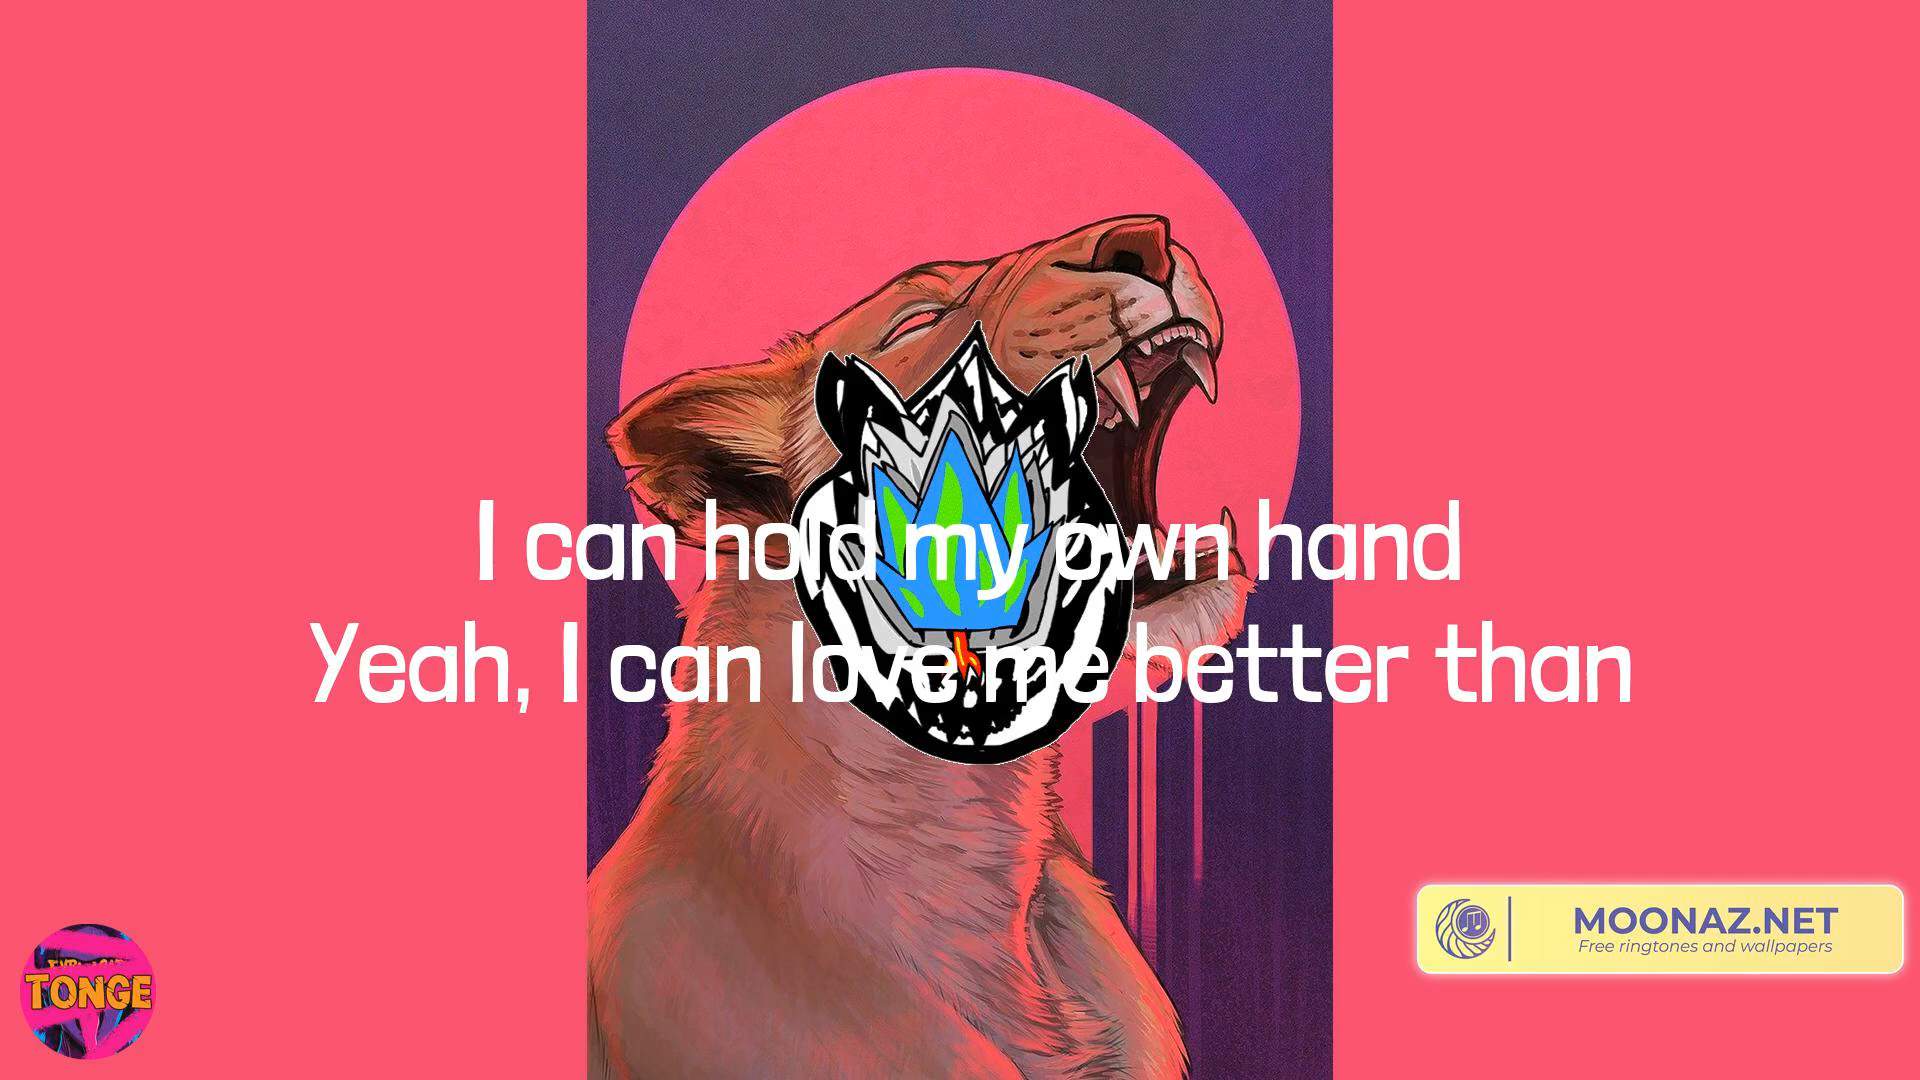 I can hold my own hand
Yeah, I can love me better than
TONGE
MOONAZ.NET
Free ringtones and wallpapers